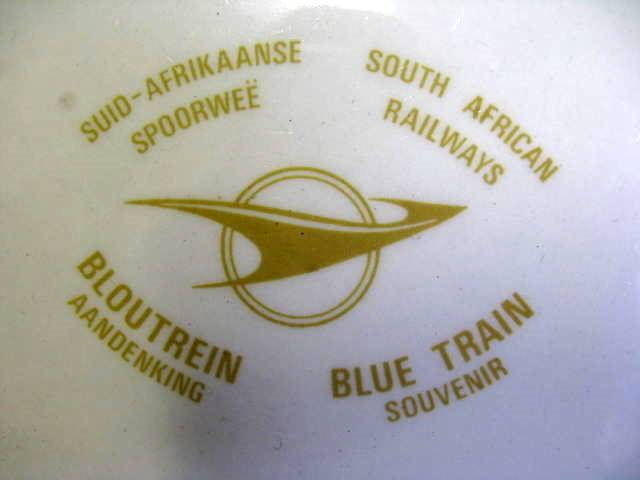 SUID-AFRIKAANSE
SPOORWEË
SOUTH AFRICAN
RAILWAYS
BLOUTREIN
AANDENKING
BLUE TRAIN
SOUVENIR